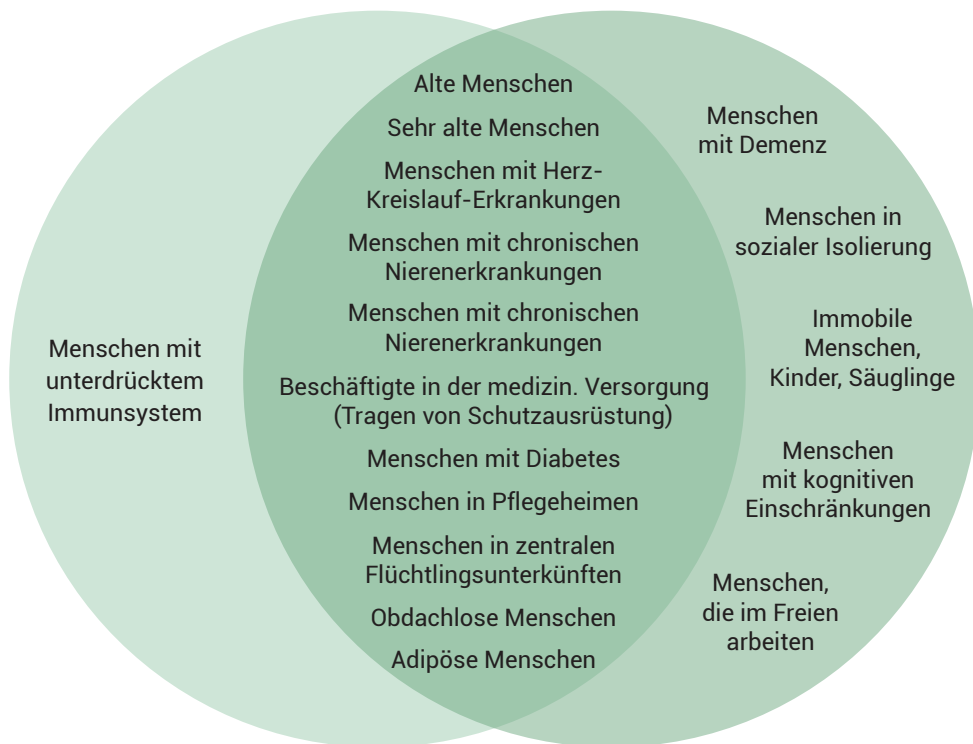 Menschen mit
unterdrücktem
Immunsystem
Alte Menschen
Sehr alte Menschen
Menschen mit Herz-
Kreislauf-Erkrankungen
Menschen mit chronischen
Nierenerkrankungen
Menschen mit chronischen
Nierenerkrankungen
Beschäftigte in der medizin. Versorgung
(Tragen von Schutzausrüstung)
Menschen mit Diabetes
Menschen in Pflegeheimen
Menschen in zentralen
Flüchtlingsunterkünften
Obdachlose Menschen
Adipöse Menschen
Menschen
mit Demenz
Menschen in
sozialer Isolierung
Immobile
Menschen,
Kinder, Säuglinge
Menschen
mit kognitiven
Einschränkungen
Menschen,
die im Freien
arbeiten